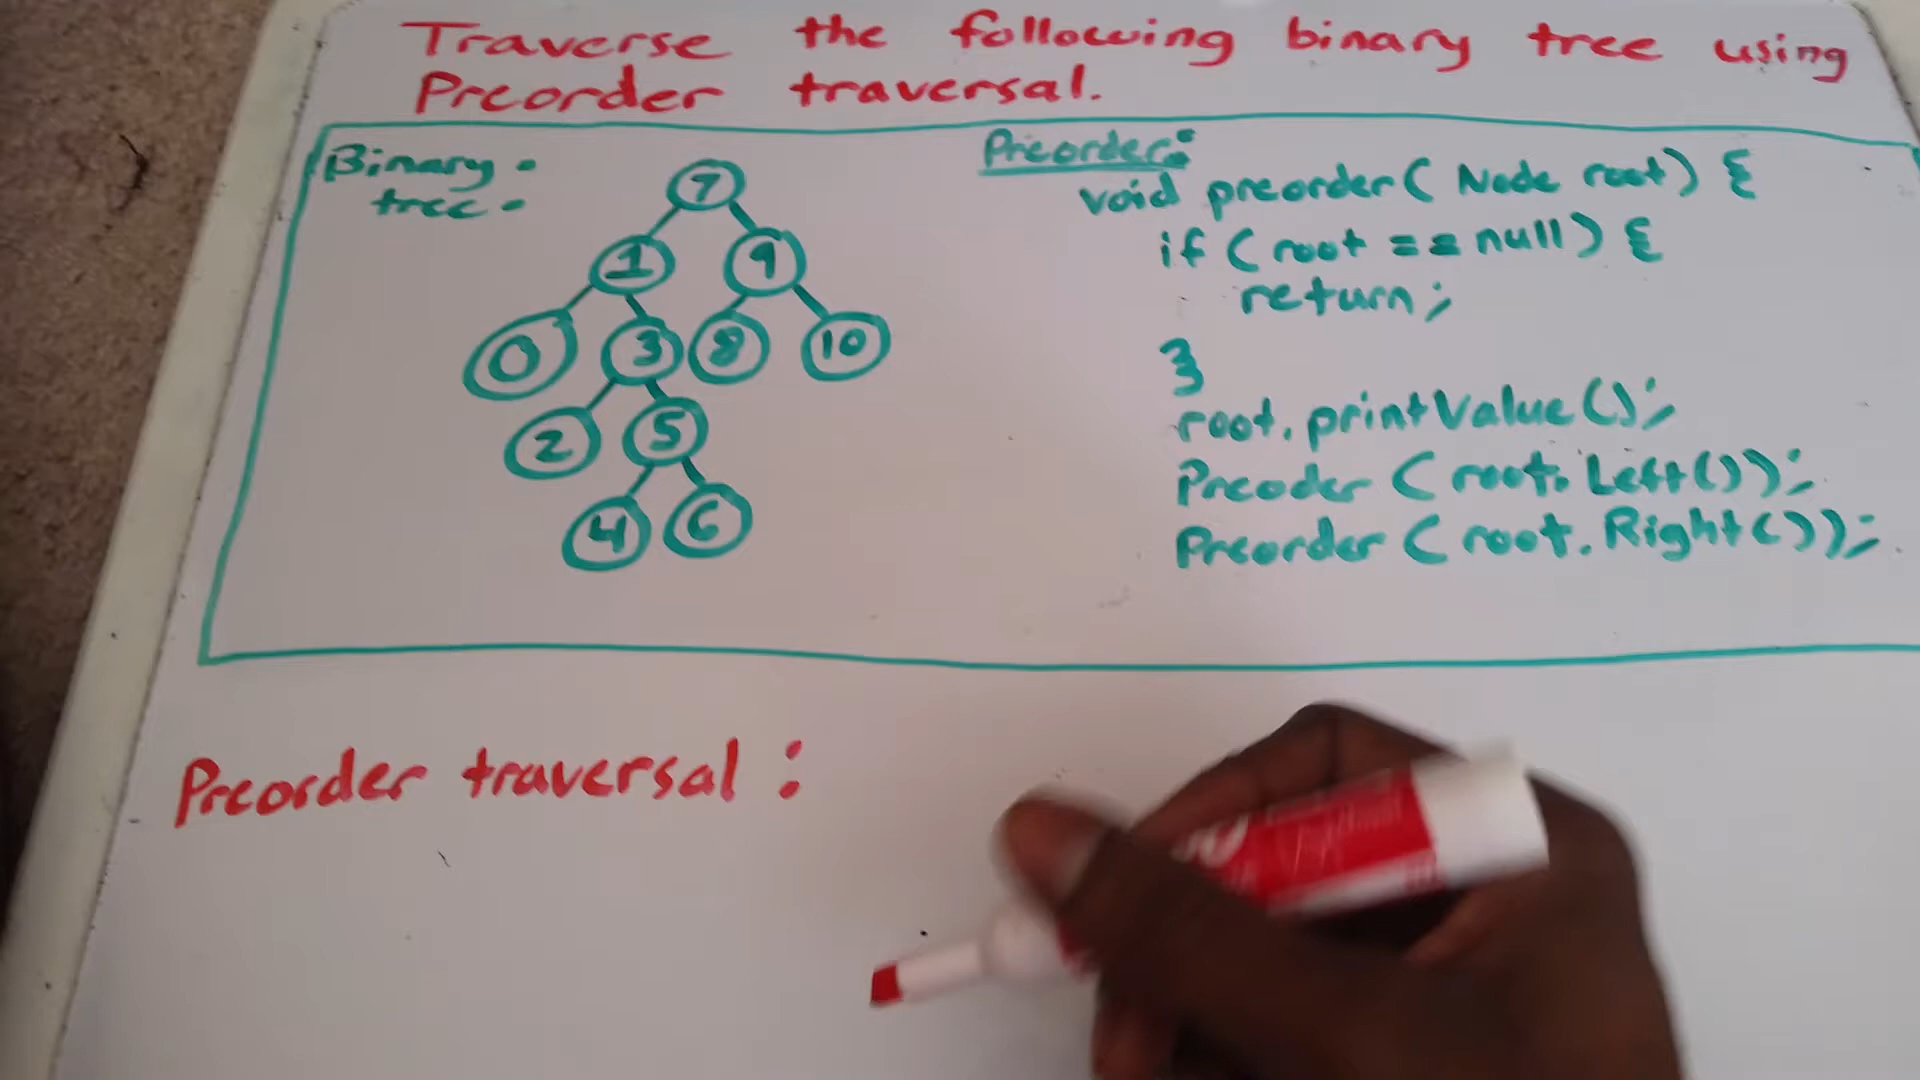 Traverse the following binary tree using
Preorder traversal.
Binary
tree:
7
1 9
0 3 8 10
2 5
4 6
Preorder:
void preorder( Node root) {
if ( root == null) {
return;
}
root. printValue();
Preoder ( root. Left());
Preorder ( root. Right());
Preorder traversal :